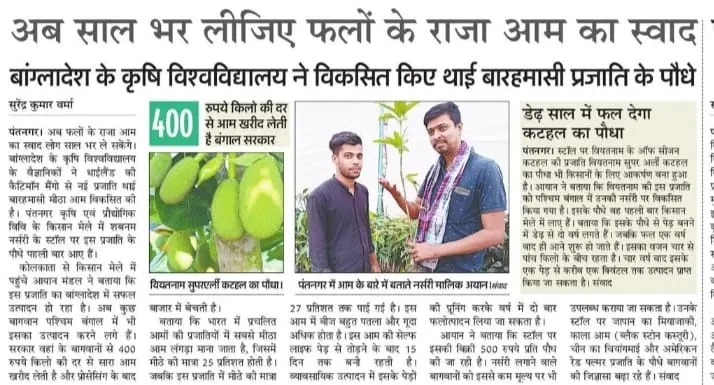 अब साल भर लीजिए फलों के राजा आम का स्वाद
बांग्लादेश के कृषि विश्वविद्यालय ने विकसित किए थाई बारहमासी प्रजाति के पौधे
सुरेंद्र कुमार वर्मा
पंतनगर। अब फलों के राजा आम
का स्वाद लोग साल भर ले सकेंगे।
बांग्लादेश के कृषि विश्वविद्यालय
के वैज्ञानिकों ने थाईलैंड की
कैटिमॉन मैंगो से नई प्रजाति थाई
बारहमासी मीठा आम विकसित की
है। पंतनगर कृषि एवं प्रौद्योगिक
विवि के किसान मेले में शबनम
नर्सरी के स्टॉल पर इस प्रजाति के
पौधे पहली बार आए हैं।
कोलकाता से किसान मेले में
पहुंचे आयान मंडल ने बताया कि
इस प्रजाति का बांग्लादेश में सफल
उत्पादन हो रहा है। अब कुछ
बागवान पश्चिम बंगाल में भी
इसका उत्पादन करने लगे हैं।
सरकार वहां के बागवानों से 400
रुपये किलो की दर से सारा आम
खरीद लेती है और प्रोसेसिंग के बाद
400
रुपये किलो की दर
से आम खरीद लेती
है बंगाल सरकार
वियतनाम सुपरएर्ली कटहल का पौधा।
पंतनगर में आम के बारे में बताते नर्सरी मालिक अयान। संवाद
बाजार में बेचती है।
बताया कि भारत में प्रचलित
आमों की प्रजातियों में सबसे मीठा
आम लंगड़ा माना जाता है, जिसमें
मीठे की मात्रा 25 प्रतिशत होती है।
जबकि इस प्रजाति में मीठे की मात्रा
27 प्रतिशत तक पाई गई है। इस
आम में बीज बहुत पतला और गूदा
अधिक होता है। इस आम की सेल्फ
लाइफ पेड़ से तोड़ने के बाद 15
दिन तक बनी रहती है।
व्यावसायिक उत्पादन में इसके पेड़ों
की प्रूनिंग करके वर्ष में दो बार
फलोत्पादन लिया जा सकता है।
आयान ने बताया कि स्टॉल पर
इसकी बिक्री 500 रुपये प्रति पौध
की जा रही है। नर्सरी लगाने वाले
बागवानों को इससे कम मूल्य पर भी
डेढ़ साल में फल देगा
कटहल का पौधा
पंतनगर। स्टॉल पर वियतनाम के ऑफ सीजन
कटहल की प्रजाति वियतनाम सुपर अर्ली कटहल
का पौधा भी किसानों के लिए आकर्षण बना हुआ
है। आयान ने बताया कि वियतनाम की इस प्रजाति
को पश्चिम बंगाल में उनकी नर्सरी पर विकसित
किया गया है। इसके पौधे वह पहली बार किसान
मेले में लाए हैं। बताया कि इसके पौधे से पेड़ बनने
में डेढ़ से दो वर्ष लगते हैं। जबकि फल एक वर्ष
बाद ही आने शुरू हो जाते हैं। इसका वजन चार से
पांच किलो के बीच रहता है। चार वर्ष बाद इसके
एक पेड़ से करीब एक क्विंटल तक उत्पादन प्राप्त
किया जा सकता है। संवाद
उपलब्ध कराया जा सकता है। उनके
स्टॉल पर जापान का मियाजाकी,
काला आम (ब्लैक स्टोन कस्तूरी),
चीन का चियांगमाई और अमेरिकन
रेड पल्मर प्रजाति के पौधे बागवानों
की जिज्ञासा बढ़ा रहे हैं। संवाद